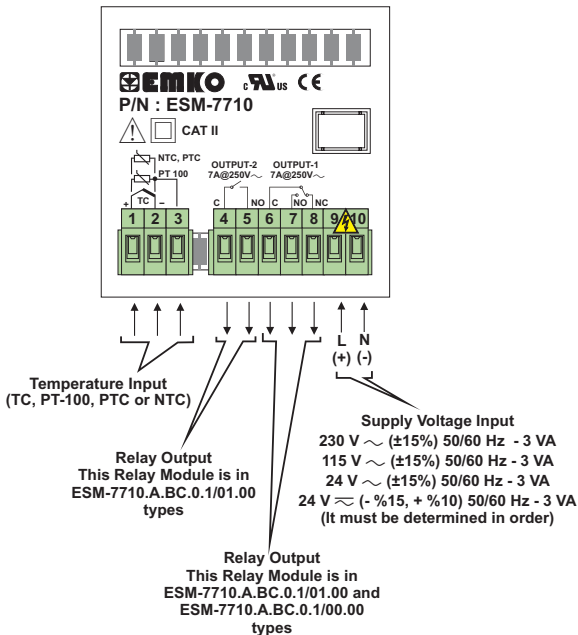 EMKO c RU us CE
P/N : ESM-7710
CAT II
NTC, PTC
PT 100
+ TC −
OUTPUT-2 OUTPUT-1
7A@250V~ 7A@250V~
C NO C NO NC
1 2 3 4 5 6 7 8 9 10
L N
(+) (-)
Temperature Input
(TC, PT-100, PTC or NTC)
Supply Voltage Input
230 V ~ (±15%) 50/60 Hz - 3 VA
115 V ~ (±15%) 50/60 Hz - 3 VA
24 V ~ (±15%) 50/60 Hz - 3 VA
24 V ⏦ (- %15, + %10) 50/60 Hz - 3 VA
(It must be determined in order)
Relay Output
This Relay Module is in
ESM-7710.A.BC.0.1/01.00
types
Relay Output
This Relay Module is in
ESM-7710.A.BC.0.1/01.00 and
ESM-7710.A.BC.0.1/00.00
types